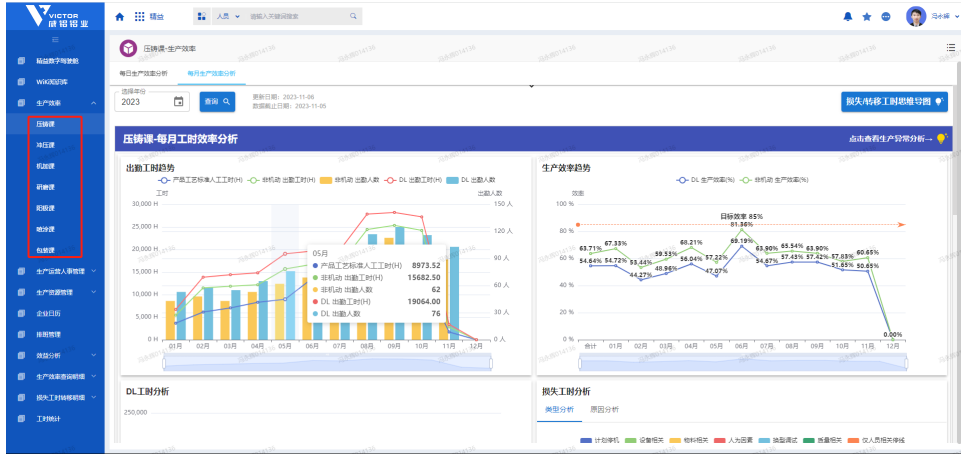 VICTOR
威铝铝业
精益
人员
请输入关键词搜索
冯永辉
精益数字驾驶舱
WIKI知识库
生产效率
压铸课
冲压课
机加课
研磨课
阳极课
喷涂课
包装课
生产运营人事管理
生产资源管理
企业日历
排班管理
效益分析
生产效率查询明细
损失工时转移明细
工时统计
压铸课-生产效率
每日生产效率分析
每月生产效率分析
选择年份
2023
查询
更新日期: 2023-11-06
数据截止日期: 2023-11-05
损失/转移工时思维导图
压铸课-每月工时效率分析
点击查看生产异常分析→
出勤工时趋势
产品工艺标准人工工时(H) 非机动 出勤工时(H) 非机动 出勤人数 DL 出勤工时(H) DL 出勤人数
工时 出勤人数
30,000 H 150 人
25,000 H 120 人
20,000 H 90 人
15,000 H 60 人
10,000 H
5,000 H 30 人
0 H 0 人
01月 02月 03月 04月 05月 06月 07月 08月 09月 10月 11月 12月
05月
产品工艺标准人工工时(H) 8973.52
非机动 出勤工时(H) 15682.50
非机动 出勤人数 62
DL 出勤工时(H) 19064.00
DL 出勤人数 76
生产效率趋势
DL 生产效率(%) 非机动 生产效率(%)
效率
100 %
80 %
60 %
40 %
20 %
0 %
目标效率 85%
63.71% 67.33% 53.44% 59.53% 68.21% 57.22% 81.36% 63.90% 65.54% 63.90% 57.83% 60.65%
54.64% 54.72% 44.27% 48.96% 56.04% 47.07% 69.19% 54.67% 57.43% 57.42% 51.65% 50.65% 0.00%
合计 01月 02月 03月 04月 05月 06月 07月 08月 09月 10月 11月 12月
DL工时分析
250,000
损失工时分析
类型分析
原因分析
计划停机 设备相关 物料相关 人为因素 换型调试 质量相关 仅人员相关停线